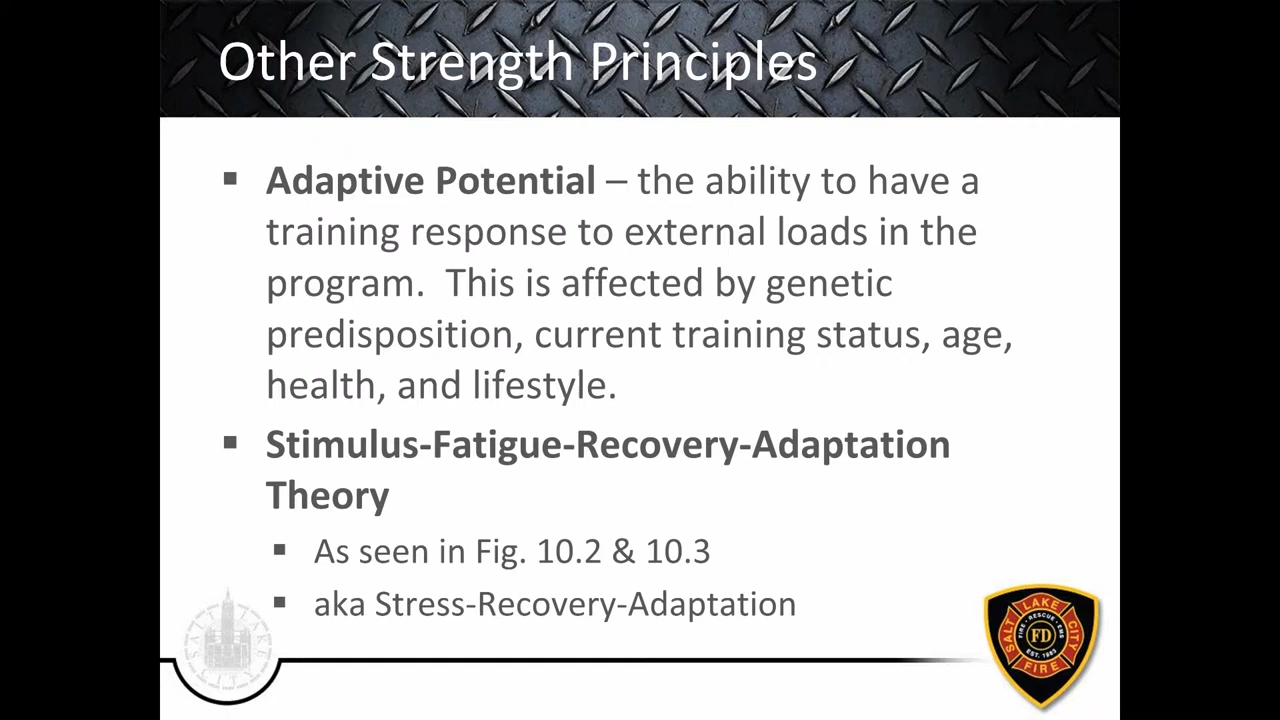 Other Strength Principles
▪ Adaptive Potential – the ability to have a
training response to external loads in the
program.  This is affected by genetic
predisposition, current training status, age,
health, and lifestyle.
▪ Stimulus-Fatigue-Recovery-Adaptation
Theory
▪ As seen in Fig. 10.2 & 10.3
▪ aka Stress-Recovery-Adaptation
SALT LAKE CITY
SALT LAKE CITY
FIRE • RESCUE • EMS
FD
EST. 1883
FIRE